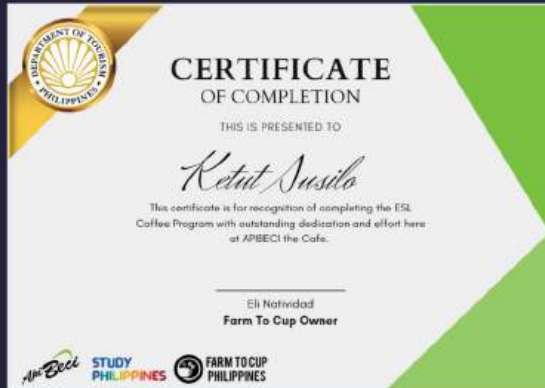 DEPARTMENT OF TOURISM
PHILIPPINES
CERTIFICATE
OF COMPLETION
THIS IS PRESENTED TO
Ketut Susilo
This certificate is for recognition of completing the ESL
Coffee Program with outstanding dedication and effort here
at APIBECI the Cafe.
Eli Natividad
Farm To Cup Owner
Api Beci
STUDY
PHILIPPINES
FARM TO CUP
PHILIPPINES